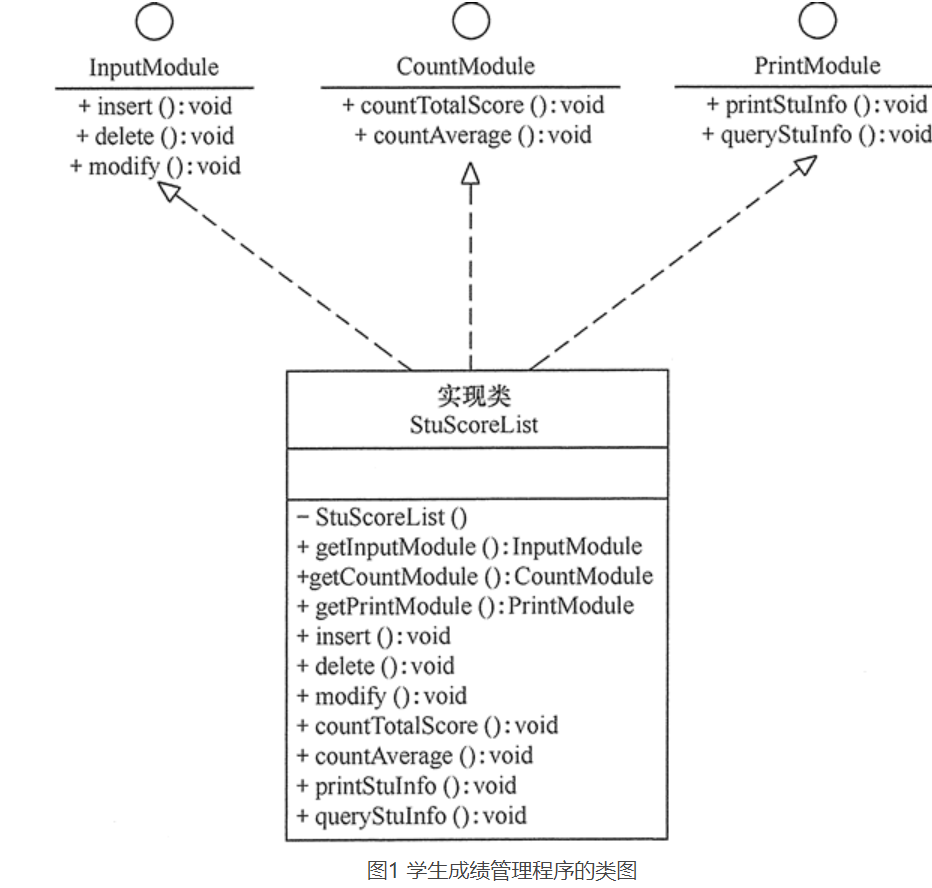 InputModule
+ insert ():void
+ delete ():void
+ modify ():void
CountModule
+ countTotalScore ():void
+ countAverage ():void
PrintModule
+ printStuInfo ():void
+ queryStuInfo ():void
实现类
StuScoreList
− StuScoreList ()
+ getInputModule ():InputModule
+getCountModule ():CountModule
+ getPrintModule ():PrintModule
+ insert ():void
+ delete ():void
+ modify ():void
+ countTotalScore ():void
+ countAverage ():void
+ printStuInfo ():void
+ queryStuInfo ():void
图1 学生成绩管理程序的类图